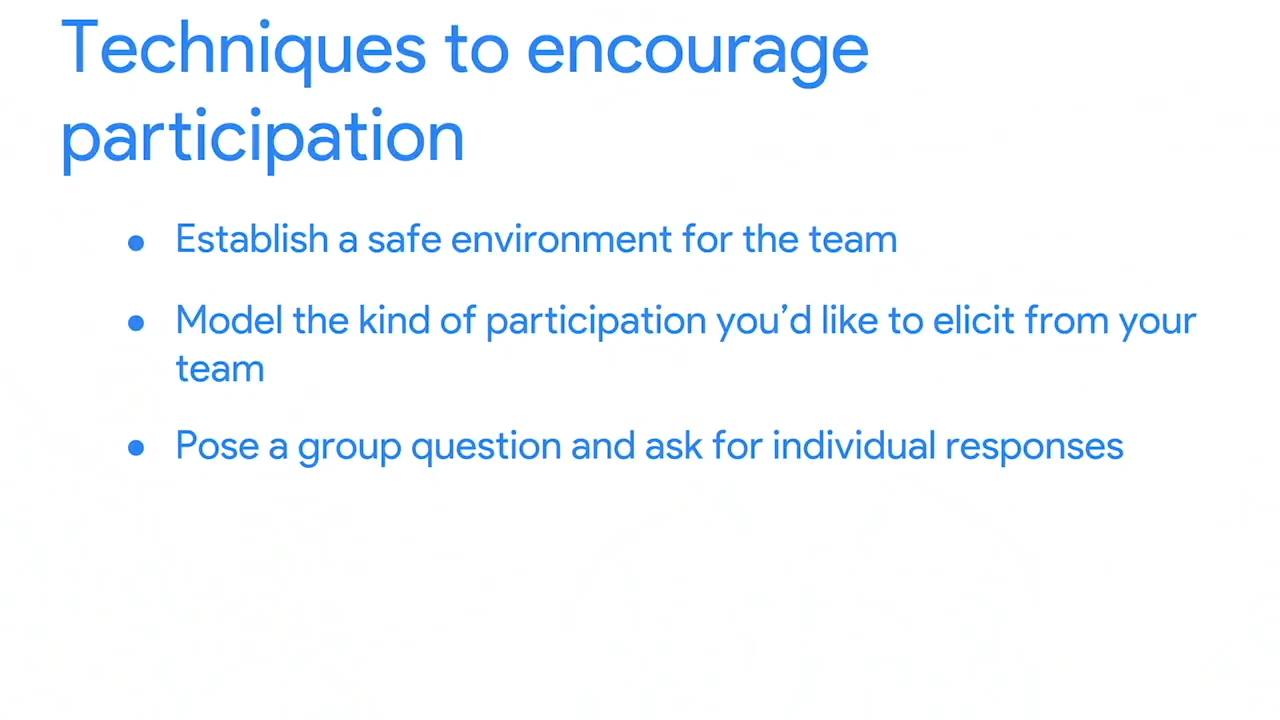 Techniques to encourage
participation
● Establish a safe environment for the team
● Model the kind of participation you’d like to elicit from your
team
● Pose a group question and ask for individual responses